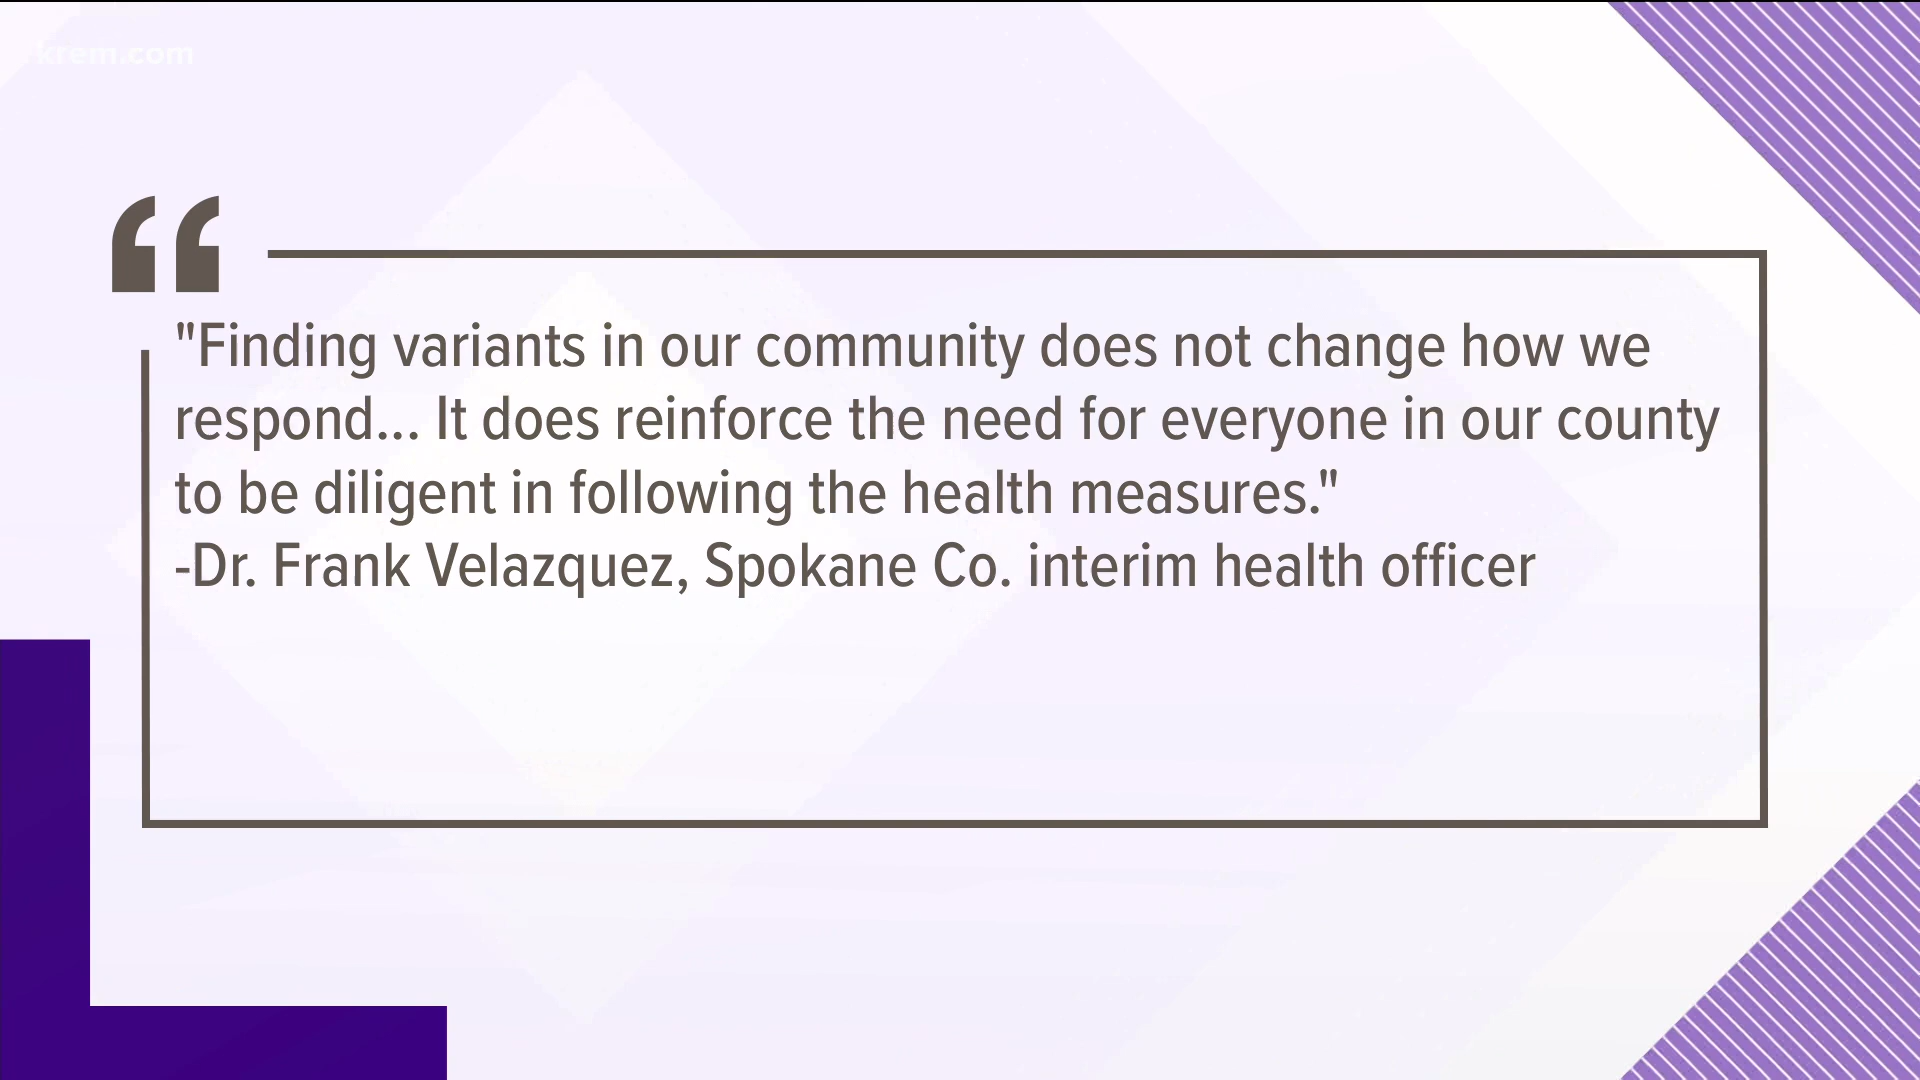 krem.com
"Finding variants in our community does not change how we
respond... It does reinforce the need for everyone in our county
to be diligent in following the health measures."
-Dr. Frank Velazquez, Spokane Co. interim health officer